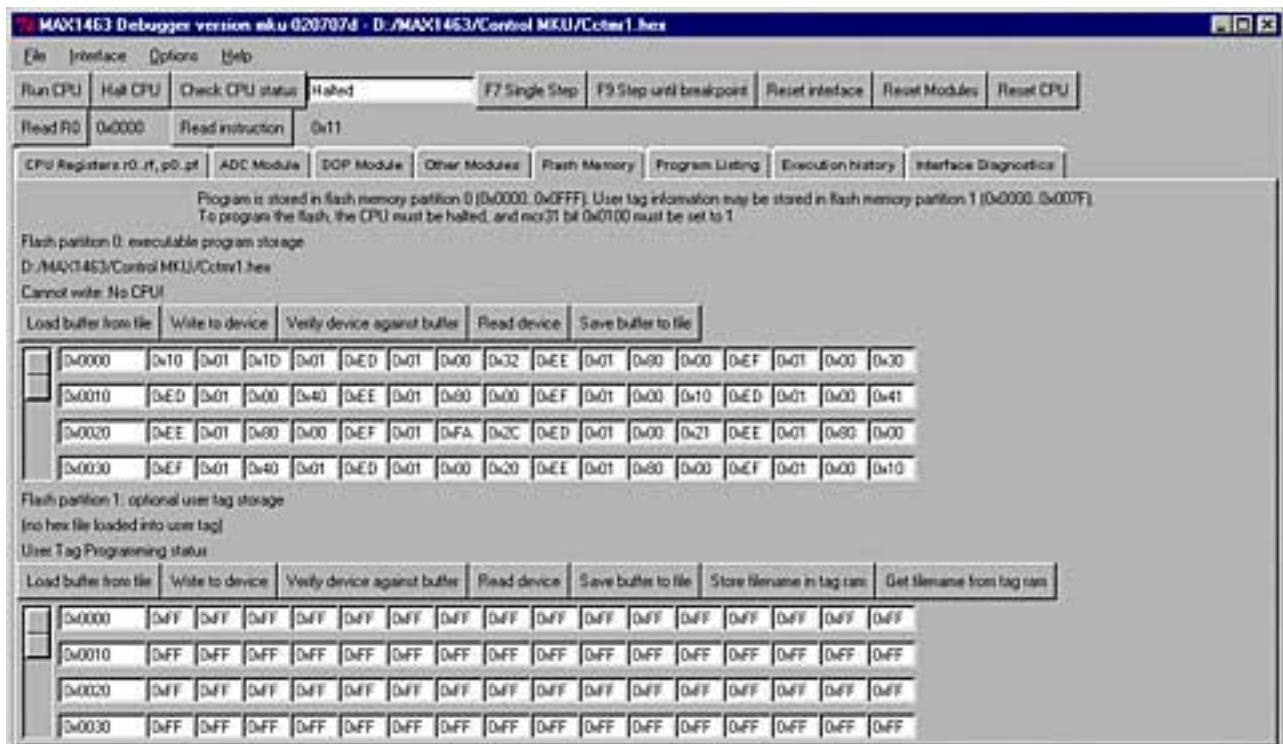 MAX1463 Debugger version mku 020707d - D:/MAX1463/Control MKU/Cctmr1.hex
File Interface Options Help
Run CPU Halt CPU Check CPU status Halted F7 Single Step F9 Step until breakpoint Reset interface Reset Modules Reset CPU
Read R0 0x0000 Read instruction 0x11
CPU Registers r0..rf, p0..pf ADC Module DOP Module Other Modules Flash Memory Program Listing Execution history Interface Diagnostics
Program is stored in flash memory partition 0 (0x0000..0x0FFF). User tag information may be stored in flash memory partition 1 (0x0000..0x007F)
To program the flash, the CPU must be halted, and mcr31 bit 0x0100 must be set to 1
Flash partition 0: executable program storage
D:/MAX1463/Control MKU/Cctmr1.hex
Cannot write: No CPU!
Load buffer from file Write to device Verify device against buffer Read device Save buffer to file
0x0000 0x10 0x01 0x1D 0x01 0xED 0x01 0x00 0x32 0xEE 0x01 0x80 0x00 0xEF 0x01 0x00 0x30
0x0010 0xED 0x01 0x00 0x40 0xEE 0x01 0x80 0x00 0xEF 0x01 0x00 0x10 0xED 0x01 0x00 0x41
0x0020 0xEE 0x01 0x80 0x00 0xEF 0x01 0xFA 0x2C 0xED 0x01 0x00 0x21 0xEE 0x01 0x80 0x00
0x0030 0xEF 0x01 0x40 0x01 0xED 0x01 0x00 0x20 0xEE 0x01 0x80 0x00 0xEF 0x01 0x00 0x10
Flash partition 1: optional user tag storage
(no hex file loaded into user tag)
User Tag Programming status
Load buffer from file Write to device Verify device against buffer Read device Save buffer to file Store filename in tag ram Get filename from tag ram
0x0000 0xFF 0xFF 0xFF 0xFF 0xFF 0xFF 0xFF 0xFF 0xFF 0xFF 0xFF 0xFF 0xFF 0xFF 0xFF 0xFF
0x0010 0xFF 0xFF 0xFF 0xFF 0xFF 0xFF 0xFF 0xFF 0xFF 0xFF 0xFF 0xFF 0xFF 0xFF 0xFF 0xFF
0x0020 0xFF 0xFF 0xFF 0xFF 0xFF 0xFF 0xFF 0xFF 0xFF 0xFF 0xFF 0xFF 0xFF 0xFF 0xFF 0xFF
0x0030 0xFF 0xFF 0xFF 0xFF 0xFF 0xFF 0xFF 0xFF 0xFF 0xFF 0xFF 0xFF 0xFF 0xFF 0xFF 0xFF